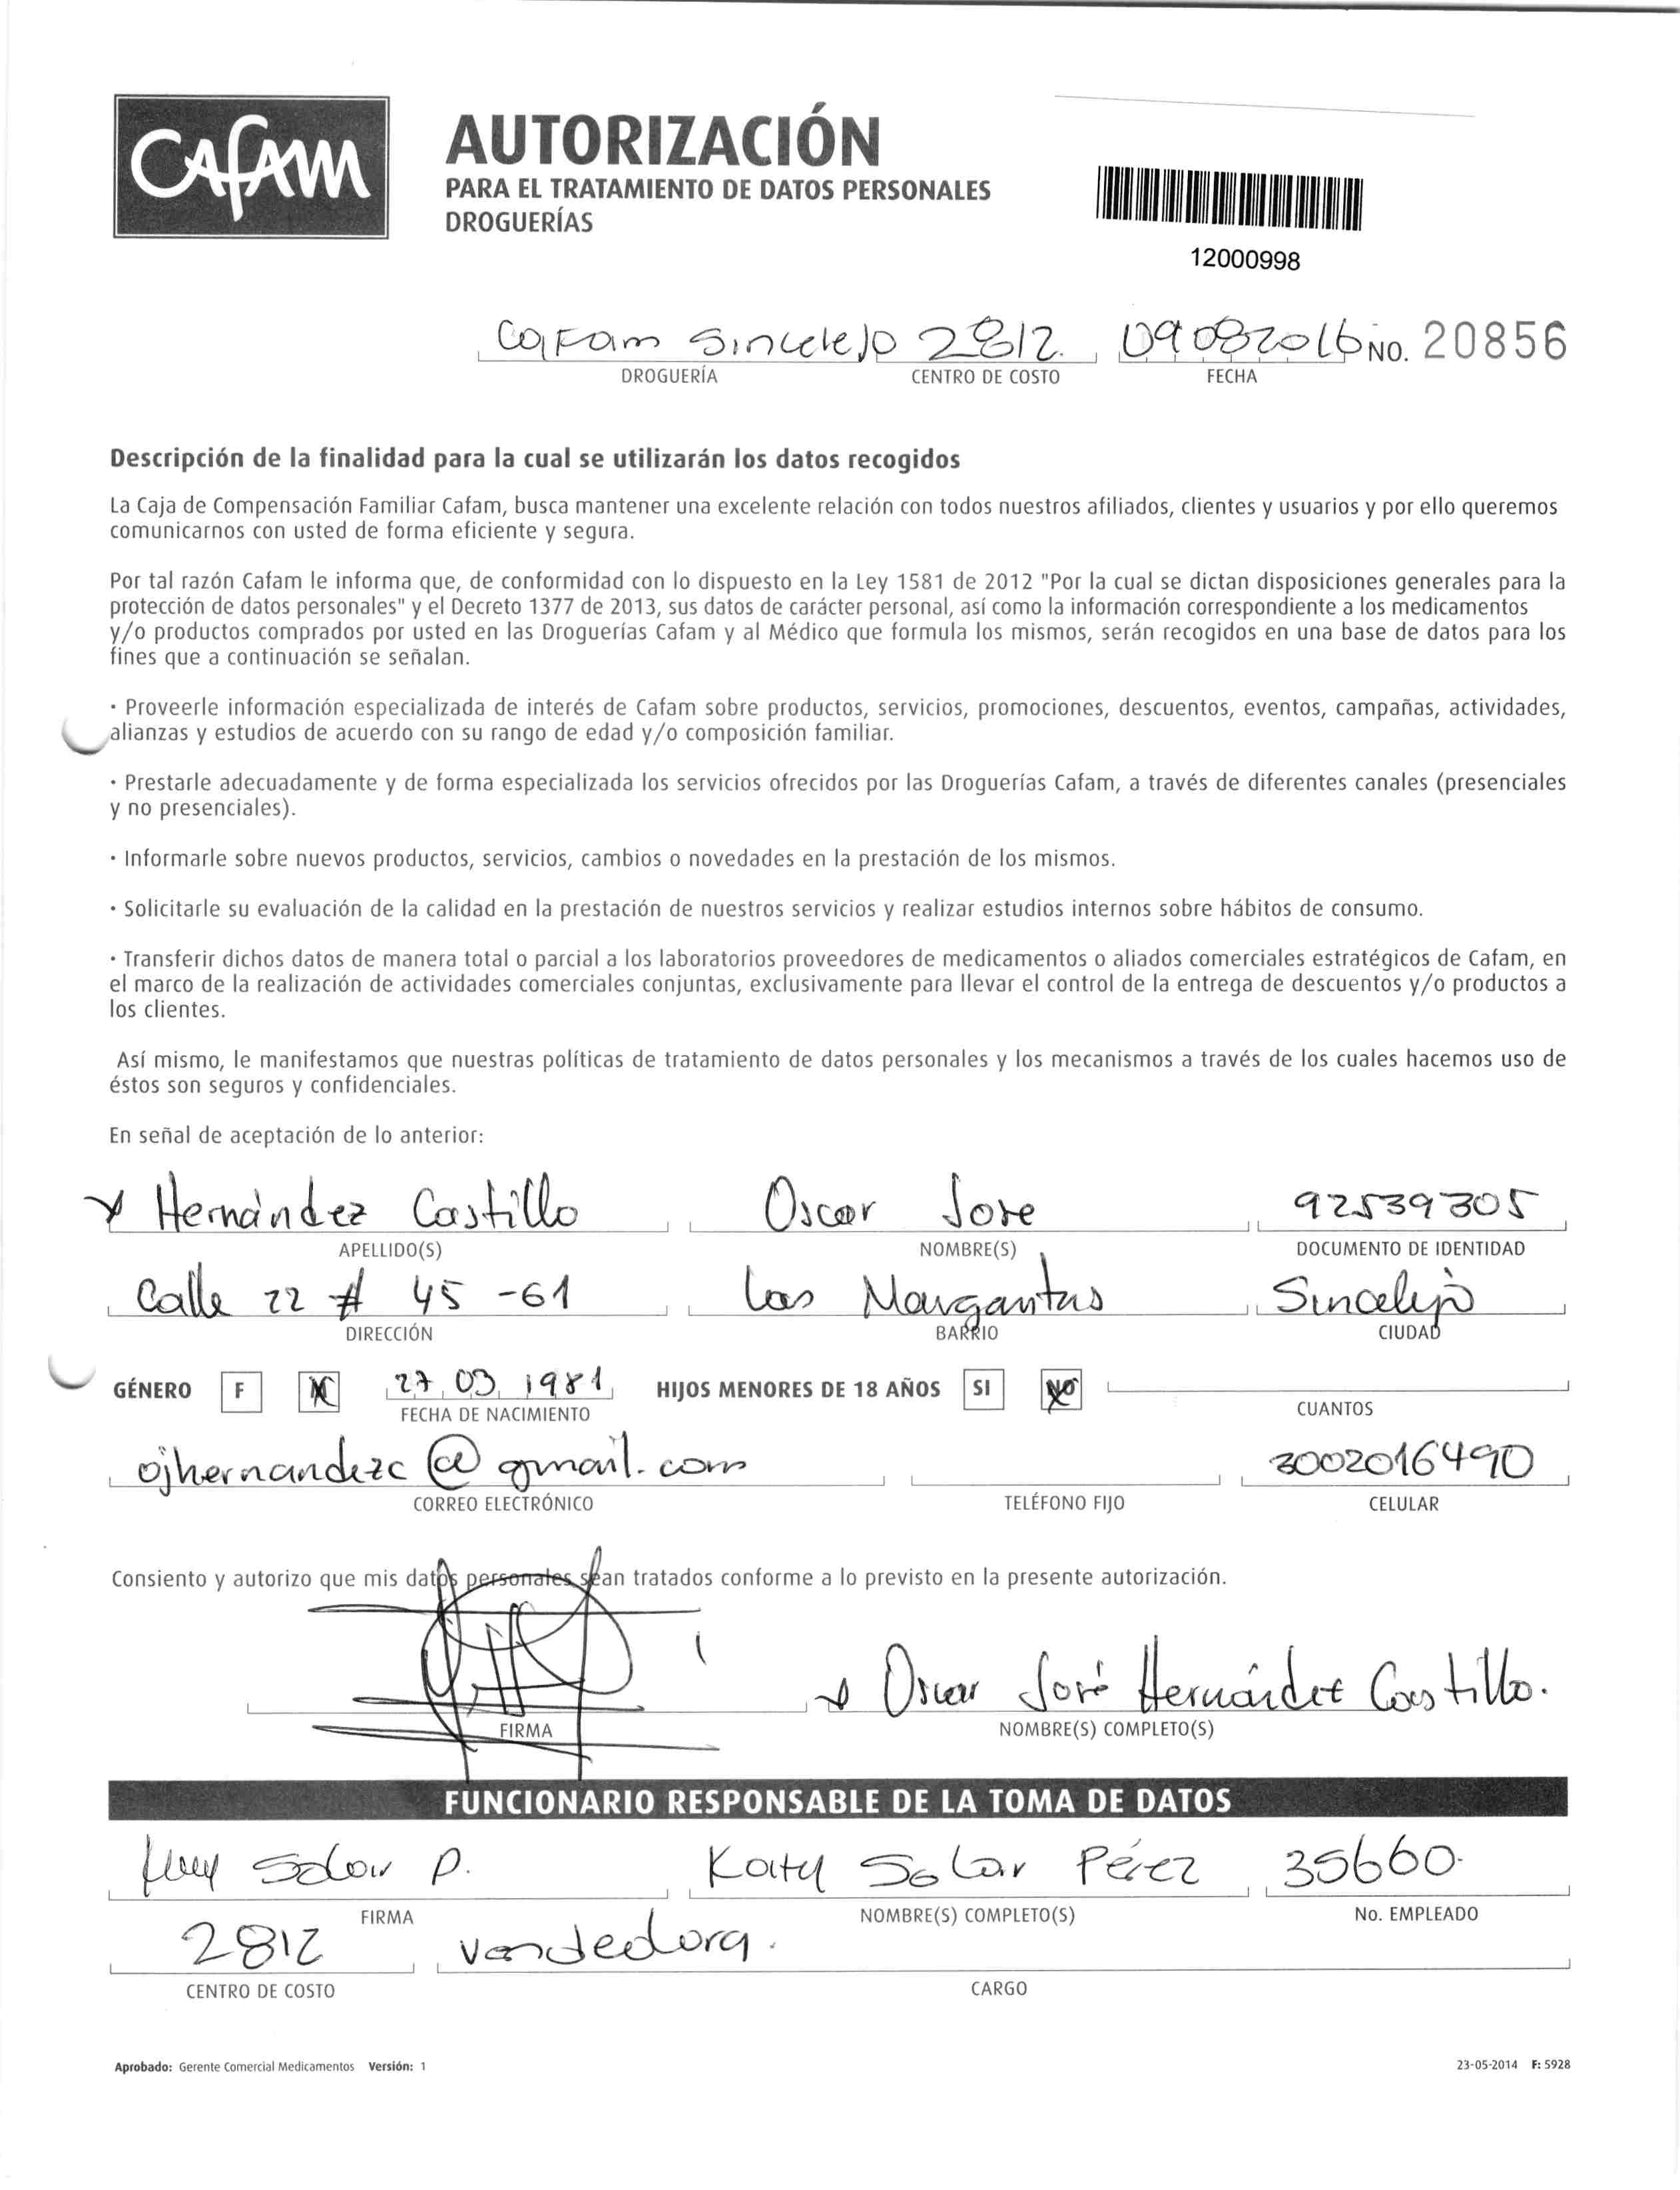 CAFAM
AUTORIZACIÓN
PARA EL TRATAMIENTO DE DATOS PERSONALES
DROGUERÍAS
12000998
Cafam Sincelejo 2812. 09082016 NO. 20856
DROGUERÍA CENTRO DE COSTO FECHA
Descripción de la finalidad para la cual se utilizarán los datos recogidos
La Caja de Compensación Familiar Cafam, busca mantener una excelente relación con todos nuestros afiliados, clientes y usuarios y por ello queremos
comunicarnos con usted de forma eficiente y segura.
Por tal razón Cafam le informa que, de conformidad con lo dispuesto en la Ley 1581 de 2012 "Por la cual se dictan disposiciones generales para la
protección de datos personales" y el Decreto 1377 de 2013, sus datos de carácter personal, así como la información correspondiente a los medicamentos
y/o productos comprados por usted en las Droguerías Cafam y al Médico que formula los mismos, serán recogidos en una base de datos para los
fines que a continuación se señalan.
· Proveerle información especializada de interés de Cafam sobre productos, servicios, promociones, descuentos, eventos, campañas, actividades,
alianzas y estudios de acuerdo con su rango de edad y/o composición familiar.
· Prestarle adecuadamente y de forma especializada los servicios ofrecidos por las Droguerías Cafam, a través de diferentes canales (presenciales
y no presenciales).
· Informarle sobre nuevos productos, servicios, cambios o novedades en la prestación de los mismos.
· Solicitarle su evaluación de la calidad en la prestación de nuestros servicios y realizar estudios internos sobre hábitos de consumo.
· Transferir dichos datos de manera total o parcial a los laboratorios proveedores de medicamentos o aliados comerciales estratégicos de Cafam, en
el marco de la realización de actividades comerciales conjuntas, exclusivamente para llevar el control de la entrega de descuentos y/o productos a
los clientes.
Así mismo, le manifestamos que nuestras políticas de tratamiento de datos personales y los mecanismos a través de los cuales hacemos uso de
éstos son seguros y confidenciales.
En señal de aceptación de lo anterior:
Hernández Castillo Oscar Jose 92539305
APELLIDO(S) NOMBRE(S) DOCUMENTO DE IDENTIDAD
Calle 22 # 45 -61 Las Margaritas Sincelejo
DIRECCIÓN BARRIO CIUDAD
GÉNERO F M 27 03 1981 HIJOS MENORES DE 18 AÑOS SI NO
FECHA DE NACIMIENTO CUANTOS
ojhernandezc@gmail.com 3002016490
CORREO ELECTRÓNICO TELÉFONO FIJO CELULAR
Consiento y autorizo que mis datos personales sean tratados conforme a lo previsto en la presente autorización.
Oscar José Hernández Castillo.
FIRMA NOMBRE(S) COMPLETO(S)
FUNCIONARIO RESPONSABLE DE LA TOMA DE DATOS
Solar P. Katy Solar Pérez 35660.
FIRMA NOMBRE(S) COMPLETO(S) No. EMPLEADO
2812 vendedora.
CENTRO DE COSTO CARGO
Aprobado: Gerente Comercial Medicamentos Versión: 1 23-05-2014 F: 5928